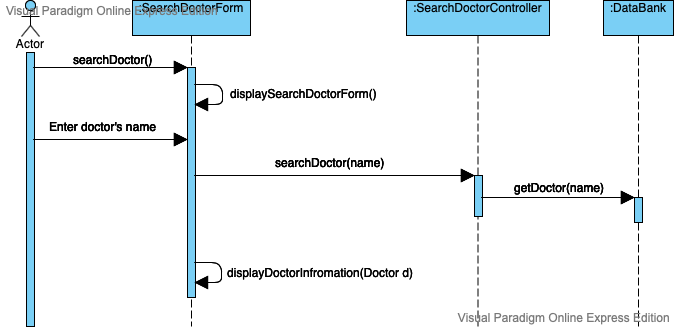 Visual Paradigm Online Express Edition
:SearchDoctorForm
:SearchDoctorController
:DataBank
Actor
searchDoctor()
displaySearchDoctorForm()
Enter doctor's name
searchDoctor(name)
getDoctor(name)
displayDoctorInfromation(Doctor d)
Visual Paradigm Online Express Edition